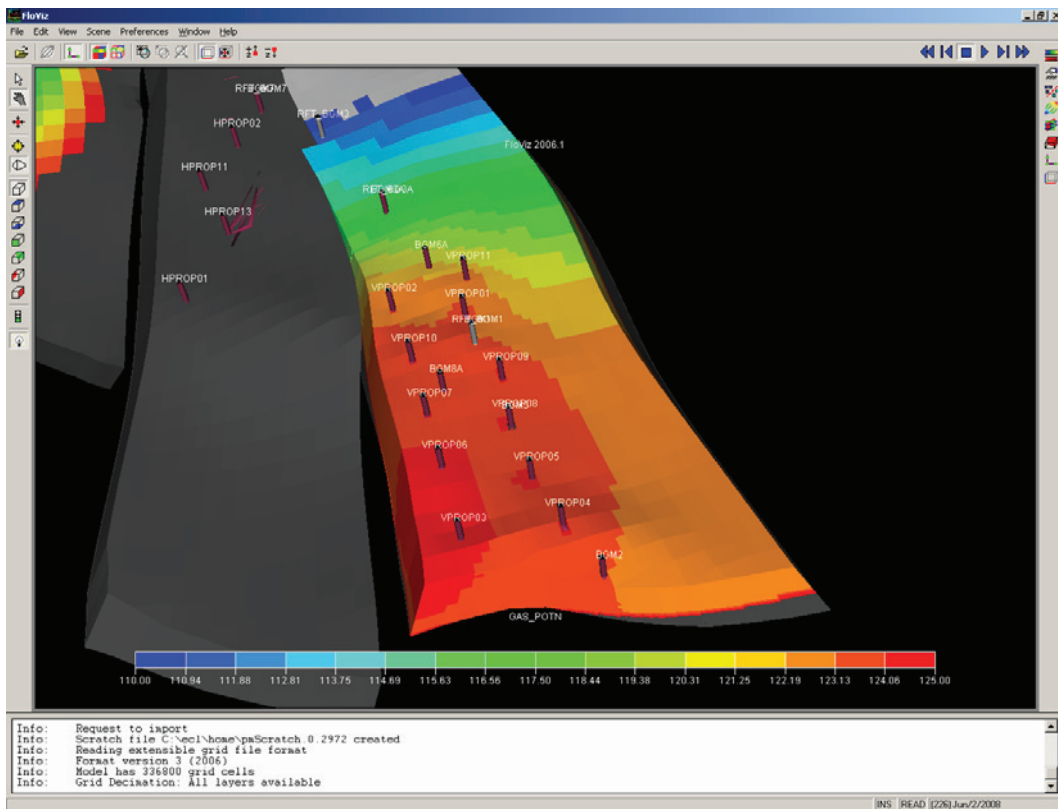 FloViz
File Edit View Scene Preferences Window Help
HPROP02
FloViz 2006.1
HPROP11
HPROP13
BGM6A
VPROP11
HPROP01
VPROP02
VPROP01
VPROP10
VPROP09
BGM8A
VPROP07
VPROP08
VPROP06
VPROP05
VPROP04
VPROP03
BGM2
GAS_POTN
110.00 110.94 111.88 112.81 113.75 114.69 115.63 116.56 117.50 118.44 119.38 120.31 121.25 122.19 123.13 124.06 125.00
Info: Request to import
Info: Scratch file C:\ecl\home\pmScratch.0.2972 created
Info: Reading extensible grid file format
Info: Format version 3 (2006)
Info: Model has 336800 grid cells
Info: Grid Decimation: All layers available
INS READ (226) Jun/2/2008